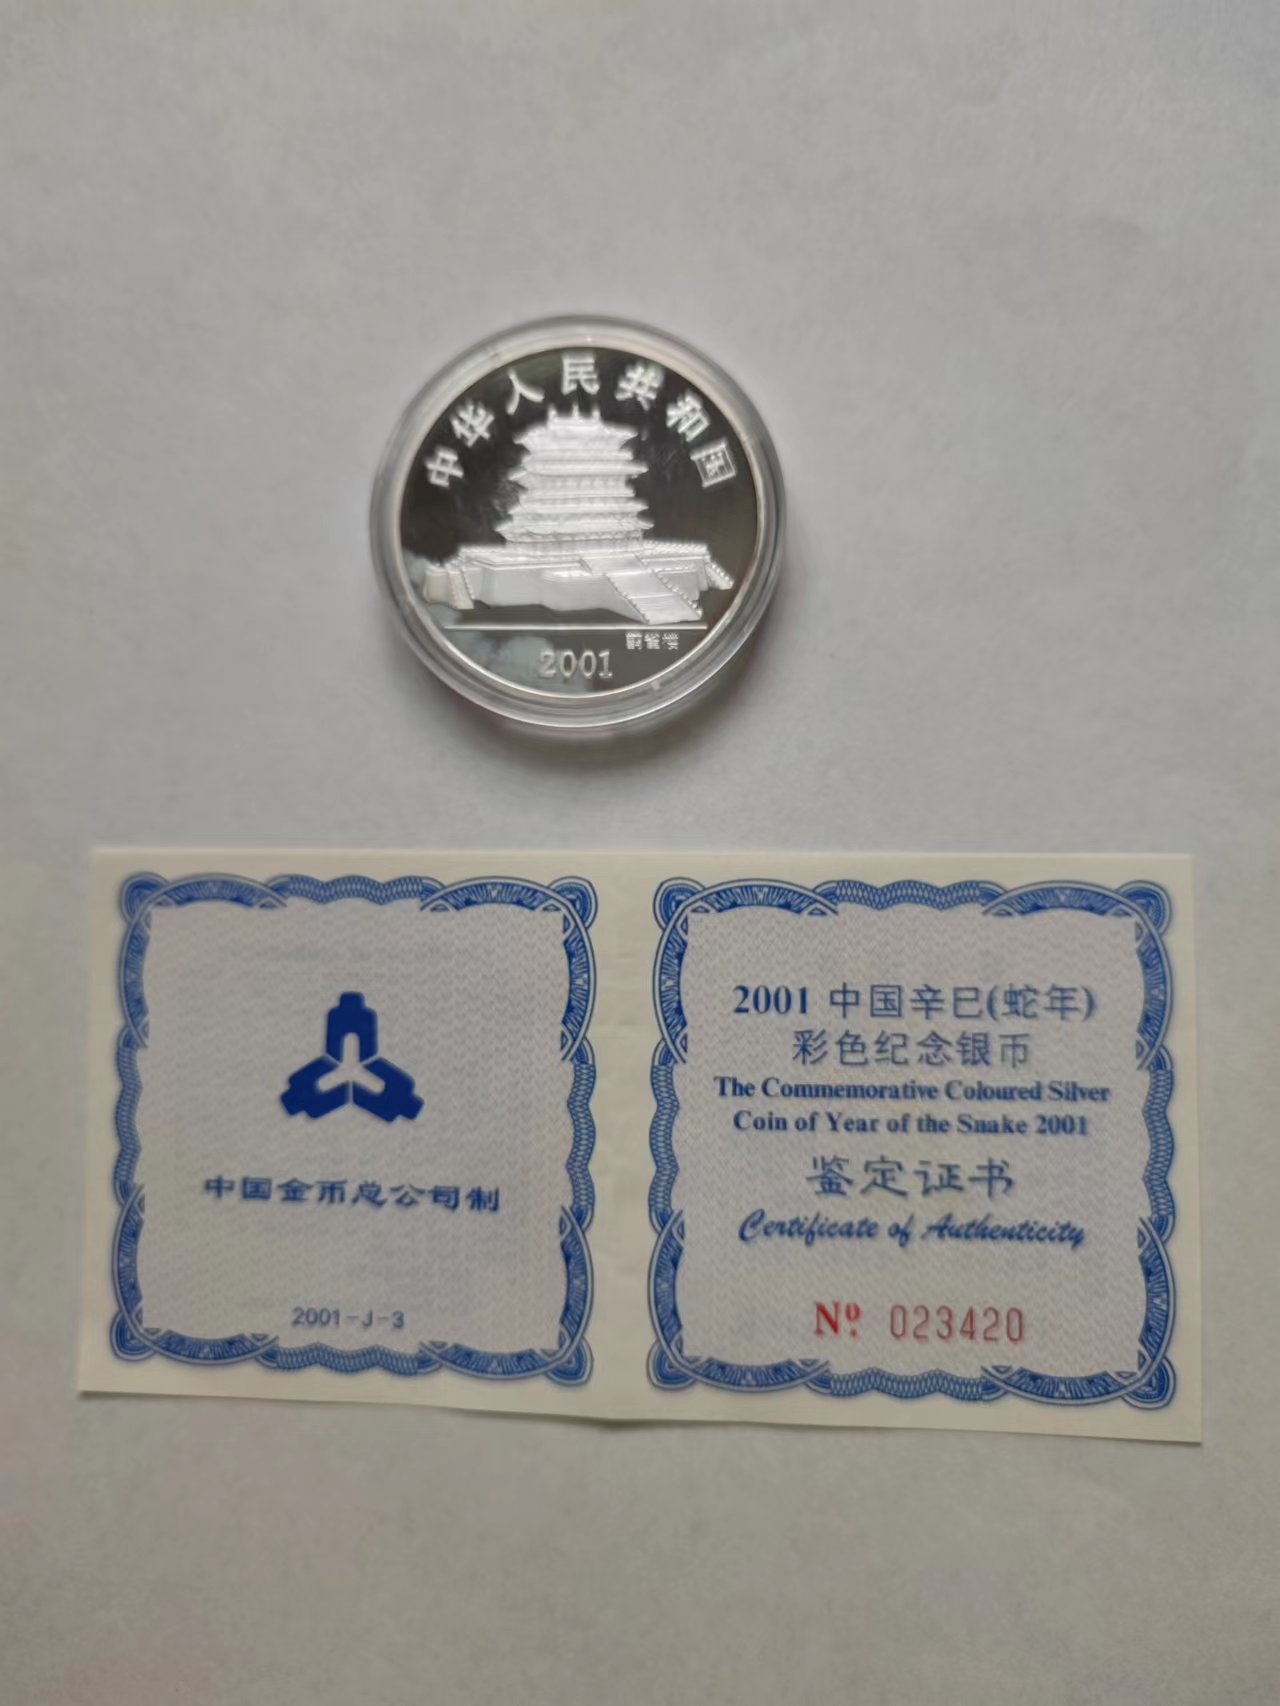 中华人民共和国
鹳雀楼
2001
中国金币总公司制
2001-J-3
2001 中国辛巳(蛇年)
彩色纪念银币
The Commemorative Coloured Silver
Coin of Year of the Snake 2001
鉴定证书
Certificate of Authenticity
Nº. 023420